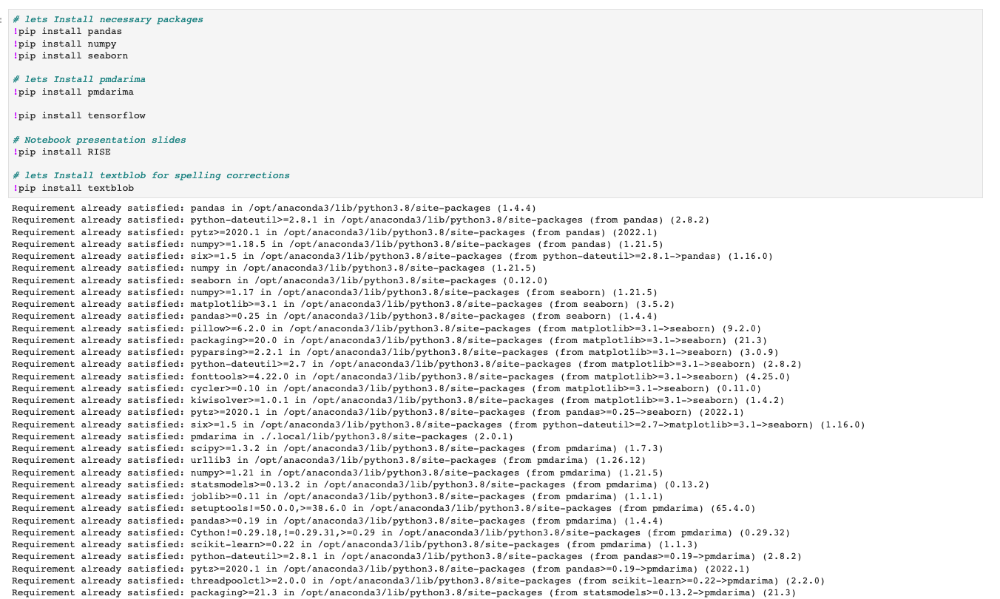 # lets Install necessary packages
!pip install pandas
!pip install numpy
!pip install seaborn
# lets Install pmdarima
!pip install pmdarima
!pip install tensorflow
# Notebook presentation slides
!pip install RISE
# lets Install textblob for spelling corrections
!pip install textblob
Requirement already satisfied: pandas in /opt/anaconda3/lib/python3.8/site-packages (1.4.4)
Requirement already satisfied: python-dateutil>=2.8.1 in /opt/anaconda3/lib/python3.8/site-packages (from pandas) (2.8.2)
Requirement already satisfied: pytz>=2020.1 in /opt/anaconda3/lib/python3.8/site-packages (from pandas) (2022.1)
Requirement already satisfied: numpy>=1.18.5 in /opt/anaconda3/lib/python3.8/site-packages (from pandas) (1.21.5)
Requirement already satisfied: six>=1.5 in /opt/anaconda3/lib/python3.8/site-packages (from python-dateutil>=2.8.1->pandas) (1.16.0)
Requirement already satisfied: numpy in /opt/anaconda3/lib/python3.8/site-packages (1.21.5)
Requirement already satisfied: seaborn in /opt/anaconda3/lib/python3.8/site-packages (0.12.0)
Requirement already satisfied: numpy>=1.17 in /opt/anaconda3/lib/python3.8/site-packages (from seaborn) (1.21.5)
Requirement already satisfied: matplotlib>=3.1 in /opt/anaconda3/lib/python3.8/site-packages (from seaborn) (3.5.2)
Requirement already satisfied: pandas>=0.25 in /opt/anaconda3/lib/python3.8/site-packages (from seaborn) (1.4.4)
Requirement already satisfied: pillow>=6.2.0 in /opt/anaconda3/lib/python3.8/site-packages (from matplotlib>=3.1->seaborn) (9.2.0)
Requirement already satisfied: packaging>=20.0 in /opt/anaconda3/lib/python3.8/site-packages (from matplotlib>=3.1->seaborn) (21.3)
Requirement already satisfied: pyparsing>=2.2.1 in /opt/anaconda3/lib/python3.8/site-packages (from matplotlib>=3.1->seaborn) (3.0.9)
Requirement already satisfied: python-dateutil>=2.7 in /opt/anaconda3/lib/python3.8/site-packages (from matplotlib>=3.1->seaborn) (2.8.2)
Requirement already satisfied: fonttools>=4.22.0 in /opt/anaconda3/lib/python3.8/site-packages (from matplotlib>=3.1->seaborn) (4.25.0)
Requirement already satisfied: cycler>=0.10 in /opt/anaconda3/lib/python3.8/site-packages (from matplotlib>=3.1->seaborn) (0.11.0)
Requirement already satisfied: kiwisolver>=1.0.1 in /opt/anaconda3/lib/python3.8/site-packages (from matplotlib>=3.1->seaborn) (1.4.2)
Requirement already satisfied: pytz>=2020.1 in /opt/anaconda3/lib/python3.8/site-packages (from pandas>=0.25->seaborn) (2022.1)
Requirement already satisfied: six>=1.5 in /opt/anaconda3/lib/python3.8/site-packages (from python-dateutil>=2.7->matplotlib>=3.1->seaborn) (1.16.0)
Requirement already satisfied: pmdarima in ./.local/lib/python3.8/site-packages (2.0.1)
Requirement already satisfied: scipy>=1.3.2 in /opt/anaconda3/lib/python3.8/site-packages (from pmdarima) (1.7.3)
Requirement already satisfied: urllib3 in /opt/anaconda3/lib/python3.8/site-packages (from pmdarima) (1.26.12)
Requirement already satisfied: numpy>=1.21 in /opt/anaconda3/lib/python3.8/site-packages (from pmdarima) (1.21.5)
Requirement already satisfied: statsmodels>=0.13.2 in /opt/anaconda3/lib/python3.8/site-packages (from pmdarima) (0.13.2)
Requirement already satisfied: joblib>=0.11 in /opt/anaconda3/lib/python3.8/site-packages (from pmdarima) (1.1.1)
Requirement already satisfied: setuptools!=50.0.0,>=38.6.0 in /opt/anaconda3/lib/python3.8/site-packages (from pmdarima) (65.4.0)
Requirement already satisfied: pandas>=0.19 in /opt/anaconda3/lib/python3.8/site-packages (from pmdarima) (1.4.4)
Requirement already satisfied: Cython!=0.29.18,!=0.29.31,>=0.29 in /opt/anaconda3/lib/python3.8/site-packages (from pmdarima) (0.29.32)
Requirement already satisfied: scikit-learn>=0.22 in /opt/anaconda3/lib/python3.8/site-packages (from pmdarima) (1.1.3)
Requirement already satisfied: python-dateutil>=2.8.1 in /opt/anaconda3/lib/python3.8/site-packages (from pandas>=0.19->pmdarima) (2.8.2)
Requirement already satisfied: pytz>=2020.1 in /opt/anaconda3/lib/python3.8/site-packages (from pandas>=0.19->pmdarima) (2022.1)
Requirement already satisfied: threadpoolctl>=2.0.0 in /opt/anaconda3/lib/python3.8/site-packages (from scikit-learn>=0.22->pmdarima) (2.2.0)
Requirement already satisfied: packaging>=21.3 in /opt/anaconda3/lib/python3.8/site-packages (from statsmodels>=0.13.2->pmdarima) (21.3)